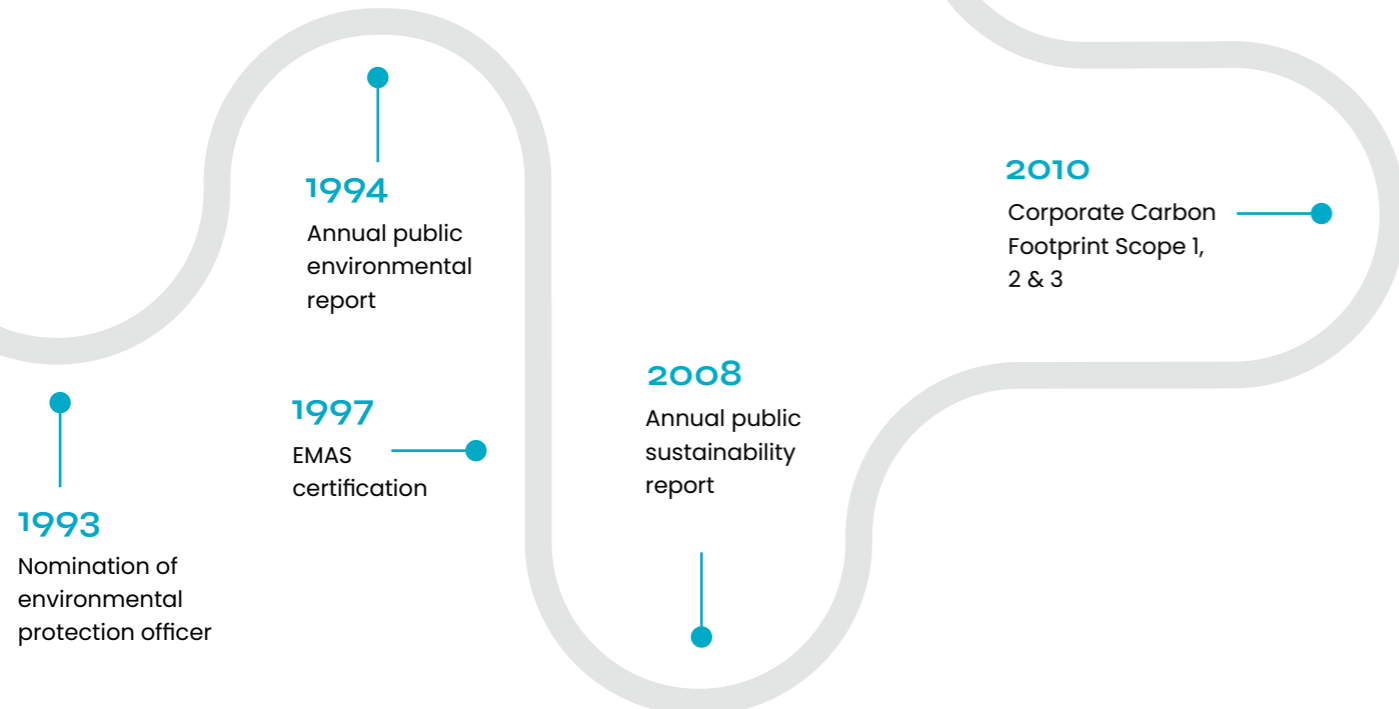 1993
Nomination of
environmental
protection officer
1994
Annual public
environmental
report
1997
EMAS
certification
2008
Annual public
sustainability
report
2010
Corporate Carbon
Footprint Scope 1,
2 & 3